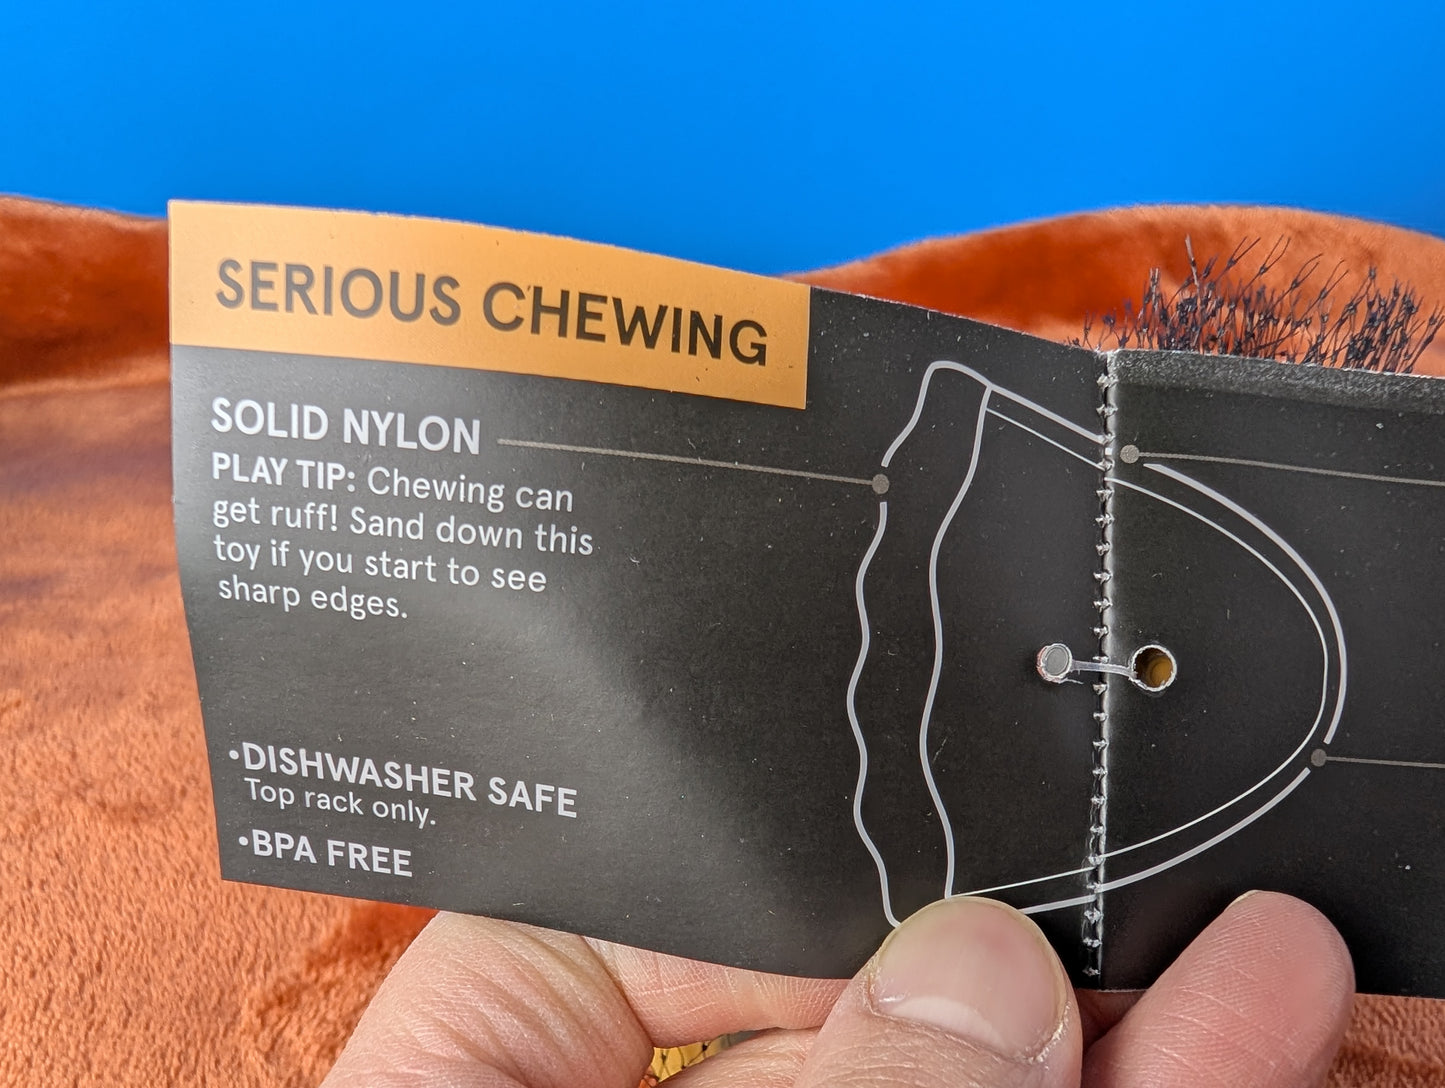 SERIOUS CHEWING
SOLID NYLON
PLAY TIP: Chewing can
get ruff! Sand down this
toy if you start to see
sharp edges.
•DISHWASHER SAFE
Top rack only.
•BPA FREE